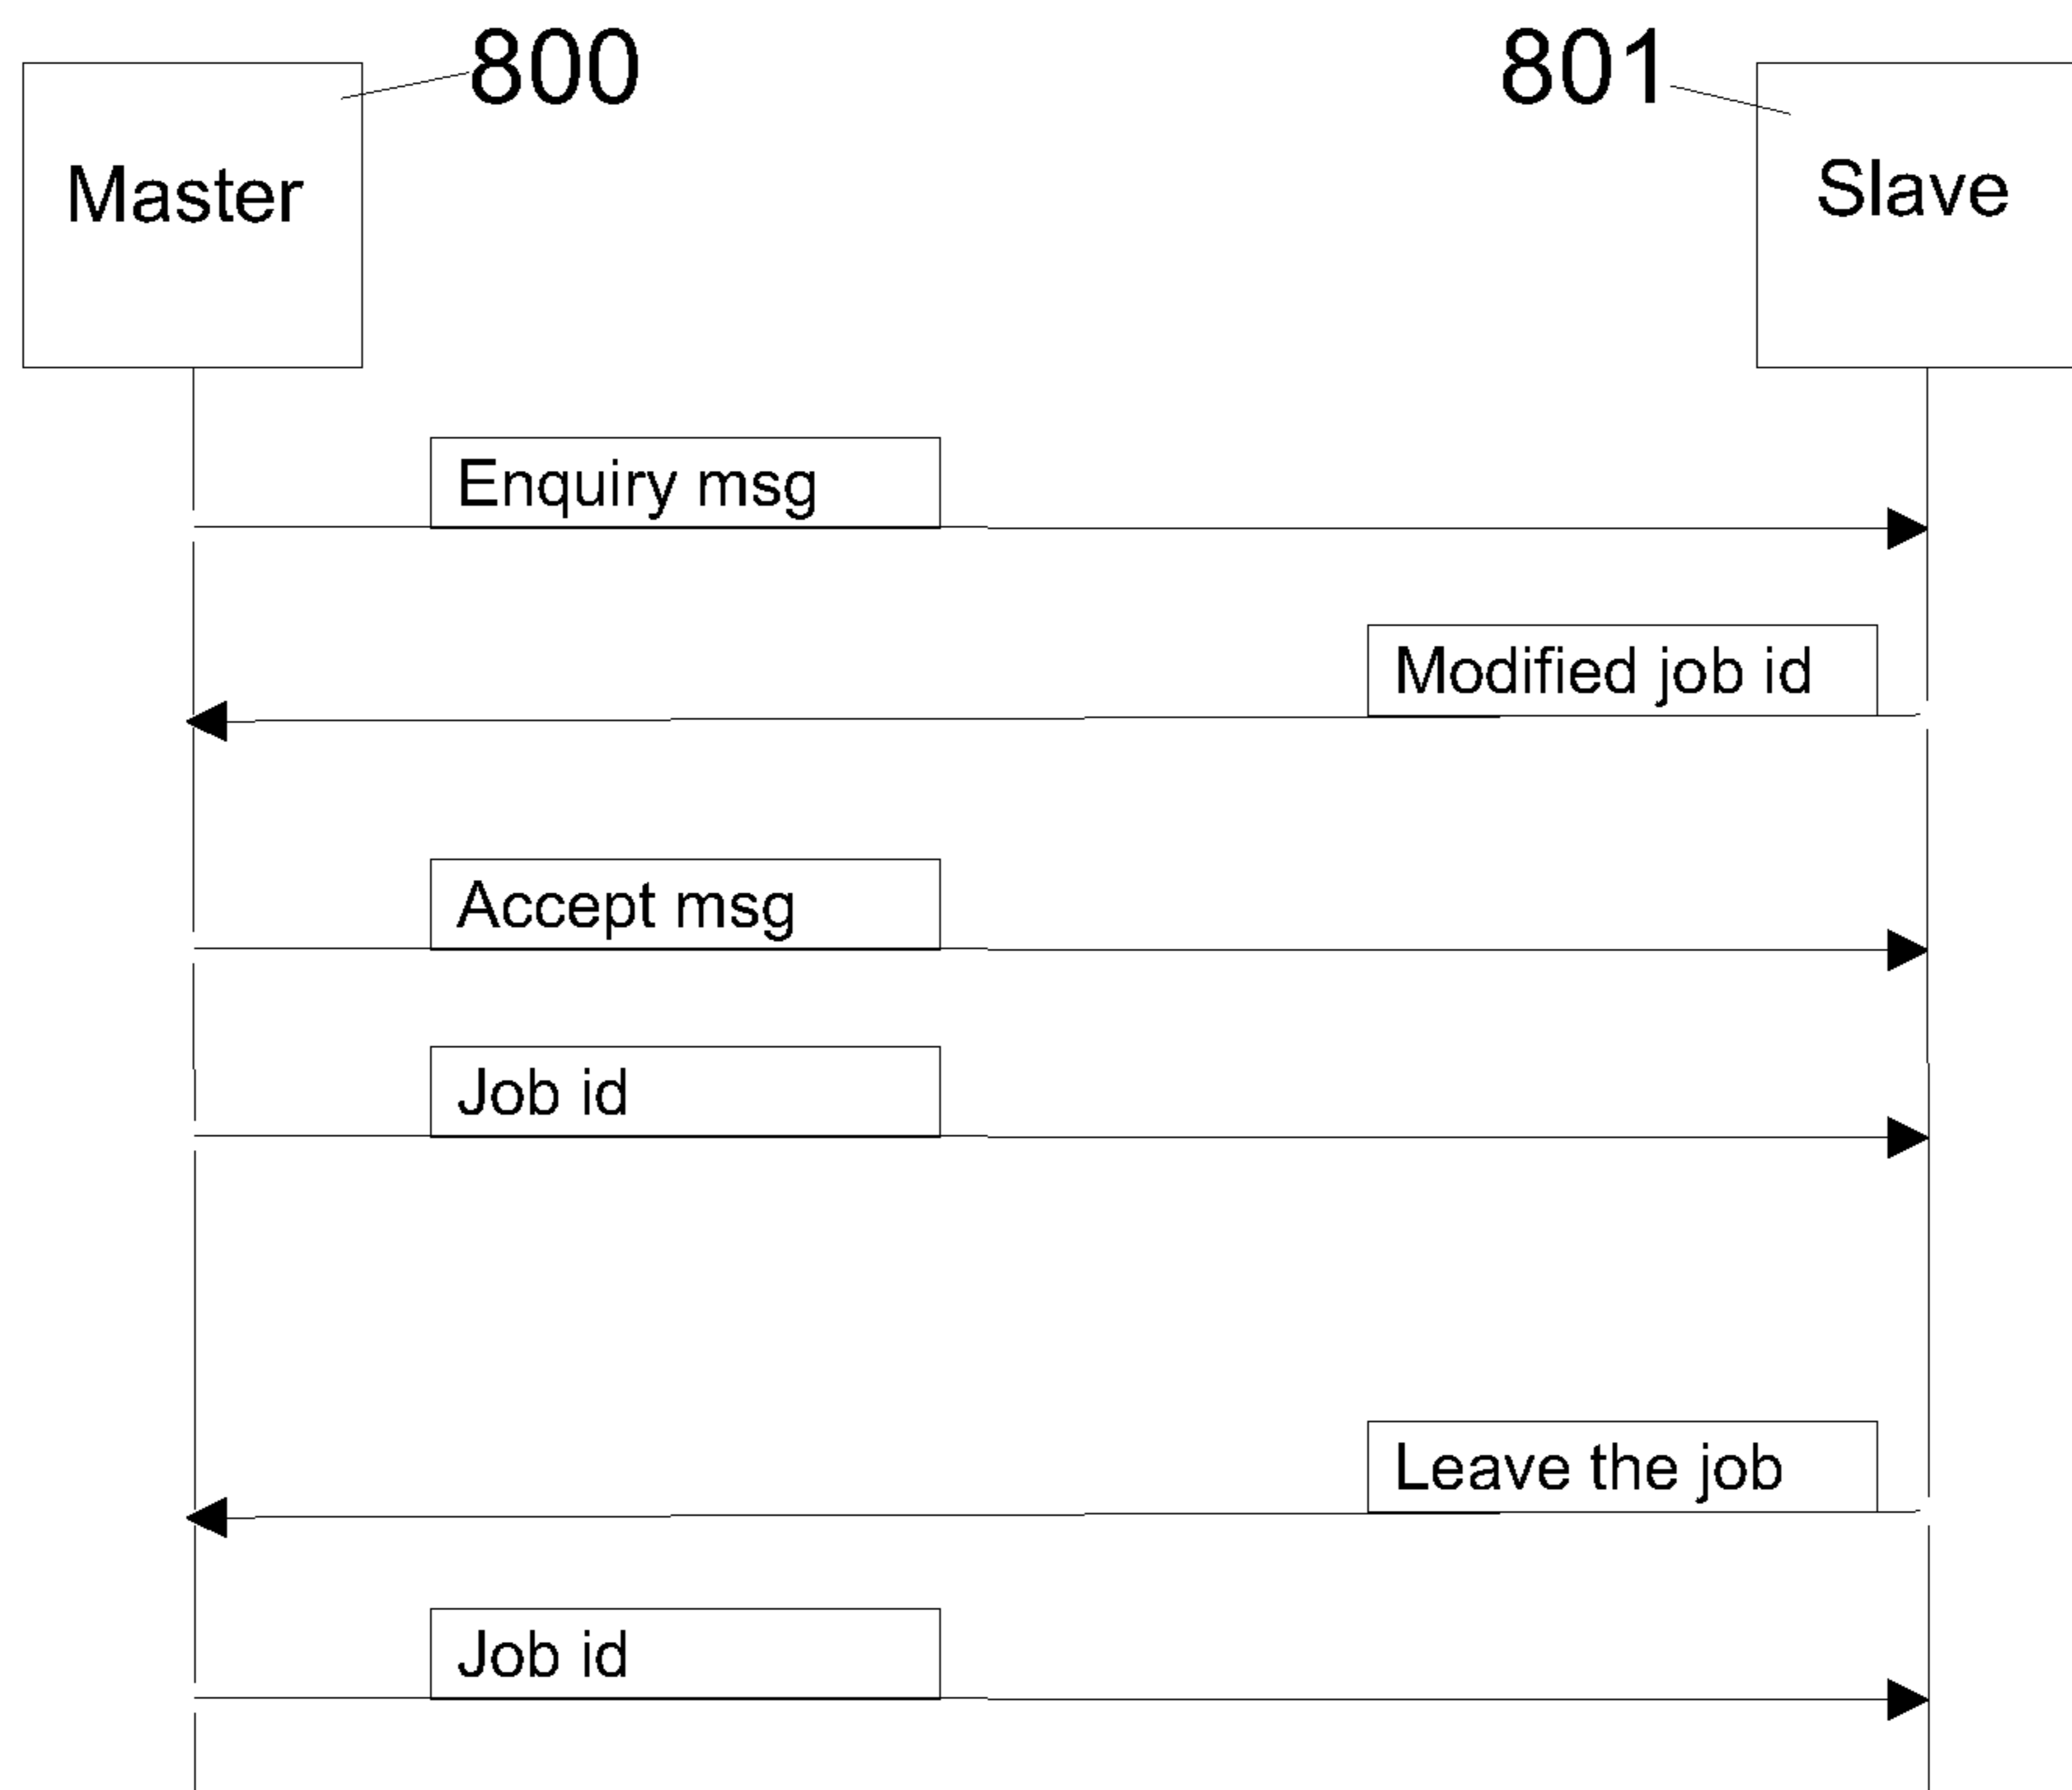 800
801
Master
Slave
Enquiry msg
Modified job id
Accept msg
Job id
Leave the job
Job id